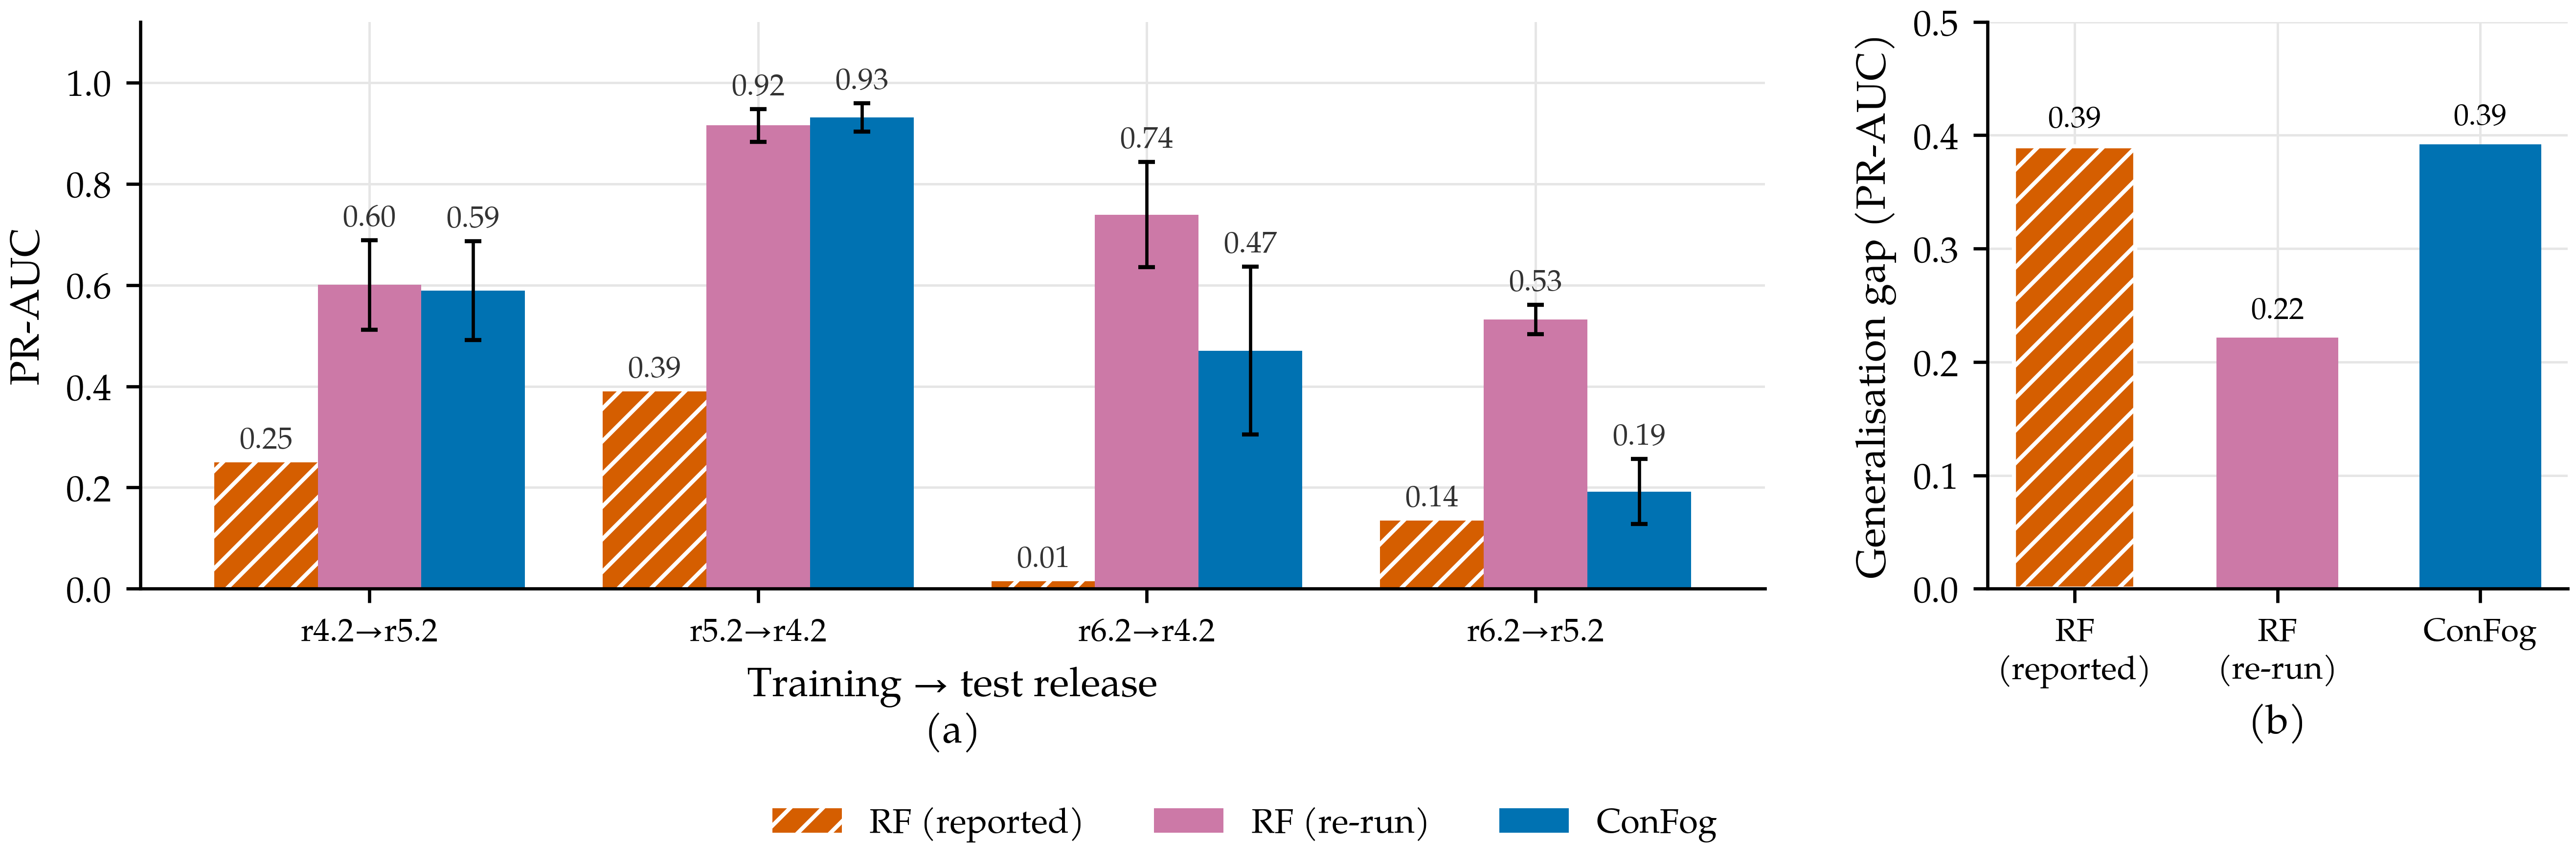 PR-AUC
1.0
0.8
0.6
0.4
0.2
0.0
0.25
0.60
0.59
0.39
0.92
0.93
0.01
0.74
0.47
0.14
0.53
0.19
r4.2→r5.2
r5.2→r4.2
r6.2→r4.2
r6.2→r5.2
Training → test release
(a)
Generalisation gap (PR-AUC)
0.5
0.4
0.3
0.2
0.1
0.0
0.39
0.22
0.39
RF
(reported)
RF
(re-run)
ConFog
(b)
RF (reported)
RF (re-run)
ConFog